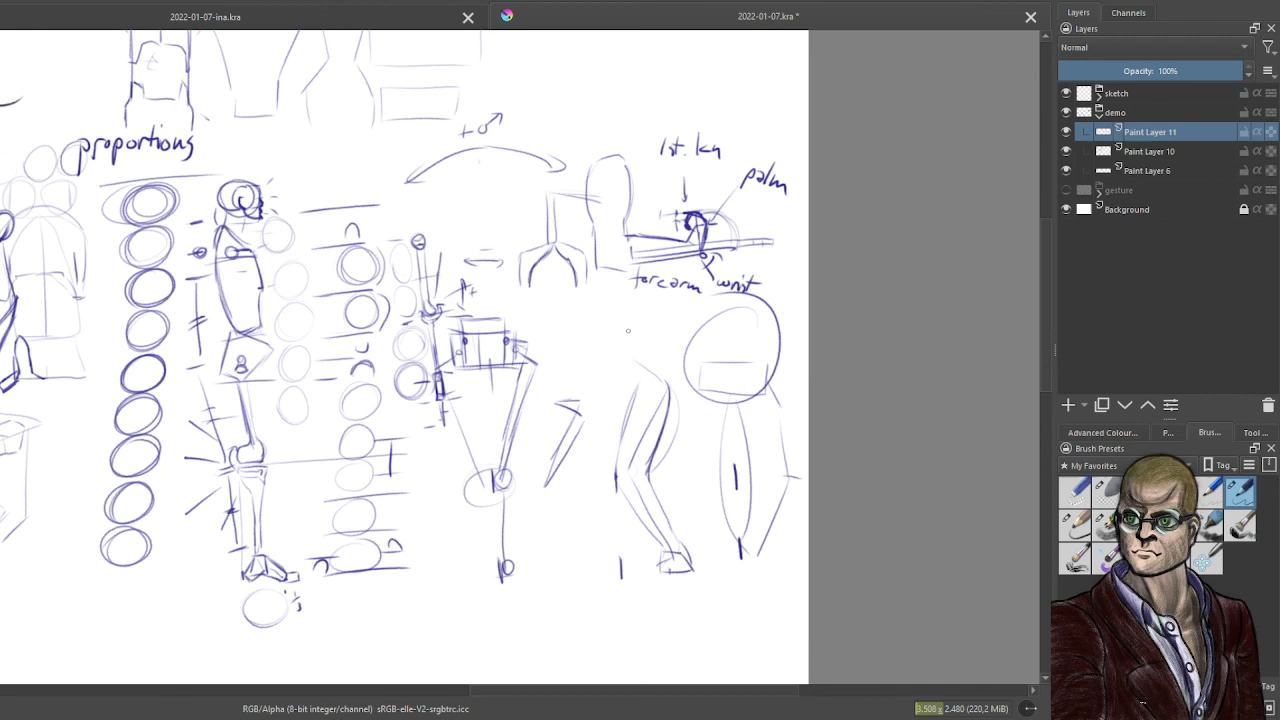 2022-01-07-ina.kra
2022-01-07.kra *
Layers
Channels
Layers
Normal
Opacity: 100%
sketch
demo
Paint Layer 11
Paint Layer 10
Paint Layer 6
gesture
Background
Advanced Colour...
P...
Brus...
Tool ...
Brush Presets
My Favorites
Tag
Tag
proportions
1st. kn
palm
forearm
wrist
RGB/Alpha (8-bit integer/channel) sRGB-elle-V2-srgbtrc.icc
3.508 x 2.480 (220,2 MiB)